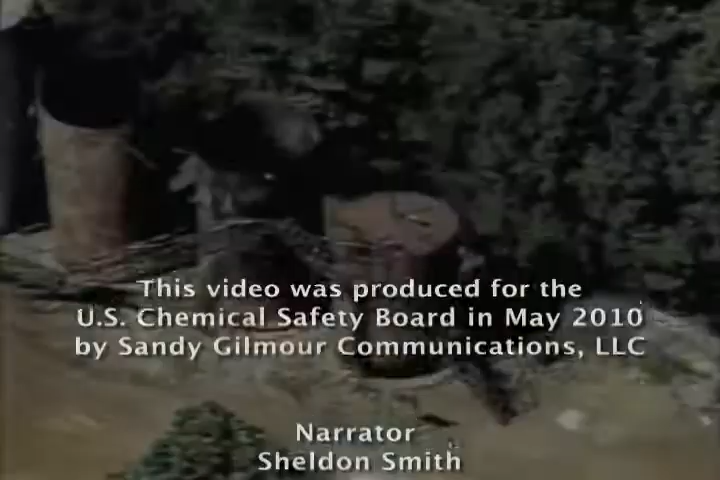 This video was produced for the
U.S. Chemical Safety Board in May 2010
by Sandy Gilmour Communications, LLC
Narrator
Sheldon Smith